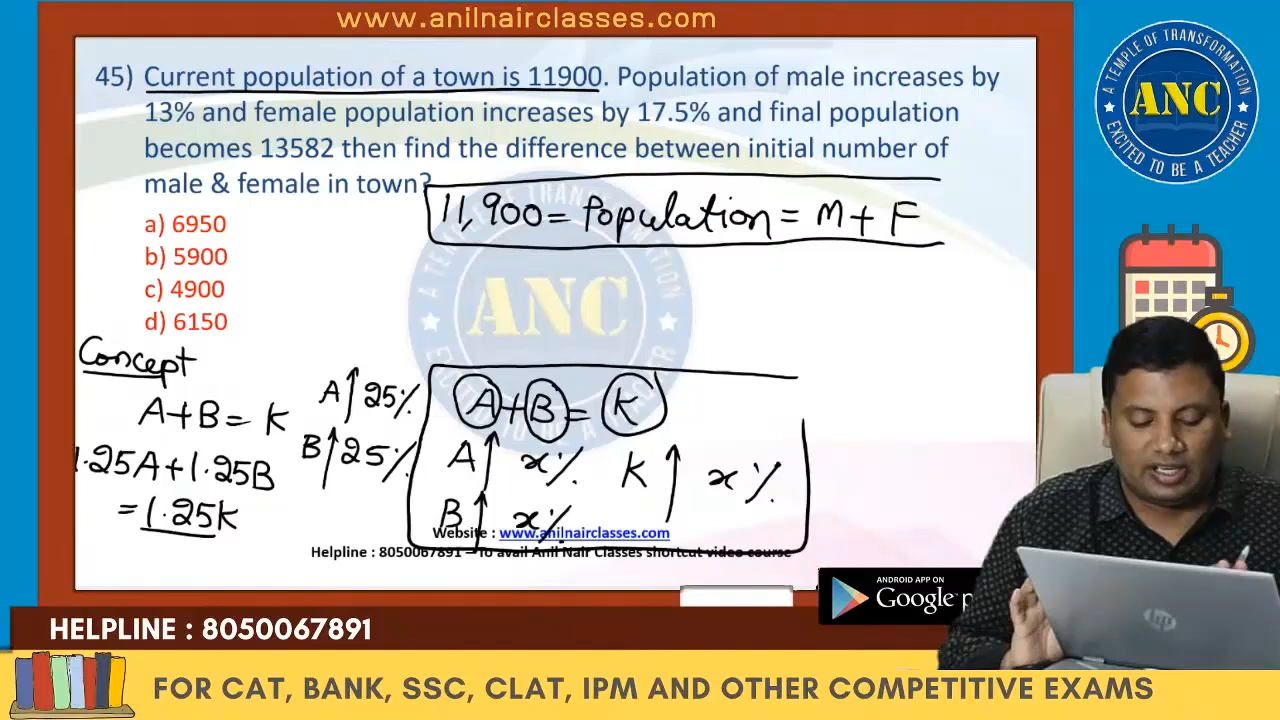 www.anilnairclasses.com
45) Current population of a town is 11900. Population of male increases by
13% and female population increases by 17.5% and final population
becomes 13582 then find the difference between initial number of
male & female in town?
11,900 = Population = M + F
a) 6950
b) 5900
c) 4900
d) 6150
Concept
A+B = K
1.25A+1.25B
= 1.25K
A↑ 25%
B↑ 25%
A+B = K
A↑ x% K↑ x%
B↑ x%
Website : www.anilnairclasses.com
Helpline : 8050067891 – To avail Anil Nair Classes shortcut video course
A TEMPLE OF TRANSFORMATION
ANC
EXCITED TO BE A TEACHER
ANC
ANDROID APP ON
Google p
hp
HELPLINE : 8050067891
FOR CAT, BANK, SSC, CLAT, IPM AND OTHER COMPETITIVE EXAMS